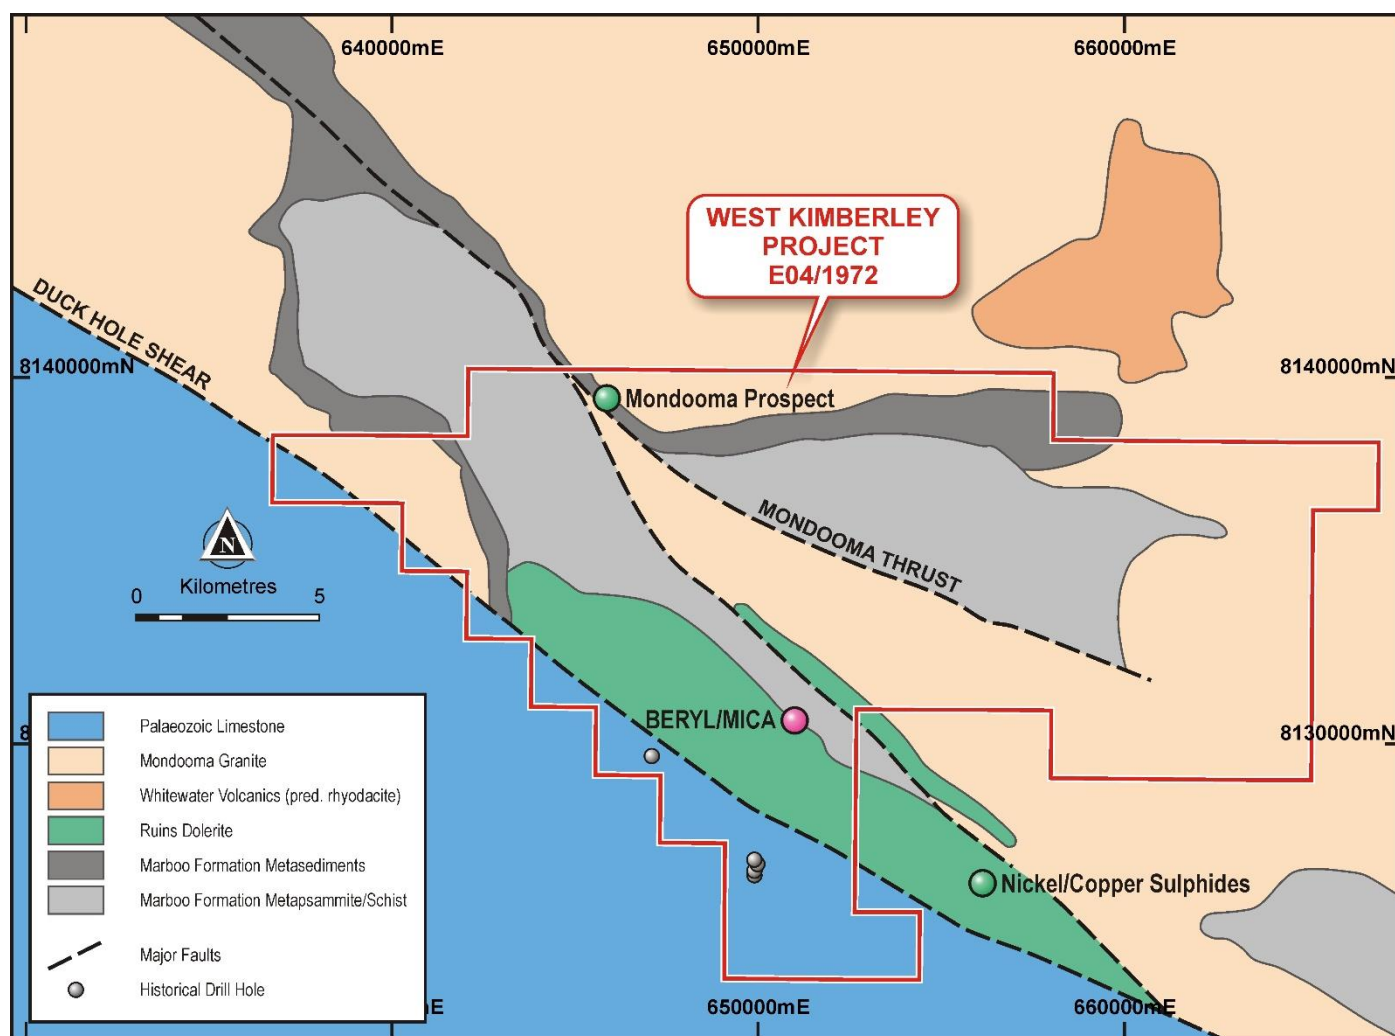 640000mE
650000mE
660000mE
WEST KIMBERLEY
PROJECT
E04/1972
DUCK HOLE SHEAR
8140000mN
8140000mN
Mondooma Prospect
MONDOOMA THRUST
N
Kilometres
0
5
BERYL/MICA
8130000mN
Palaeozoic Limestone
Mondooma Granite
Whitewater Volcanics (pred. rhyodacite)
Ruins Dolerite
Marboo Formation Metasediments
Marboo Formation Metapsammite/Schist
Major Faults
Historical Drill Hole
Nickel/Copper Sulphides
650000mE
660000mE